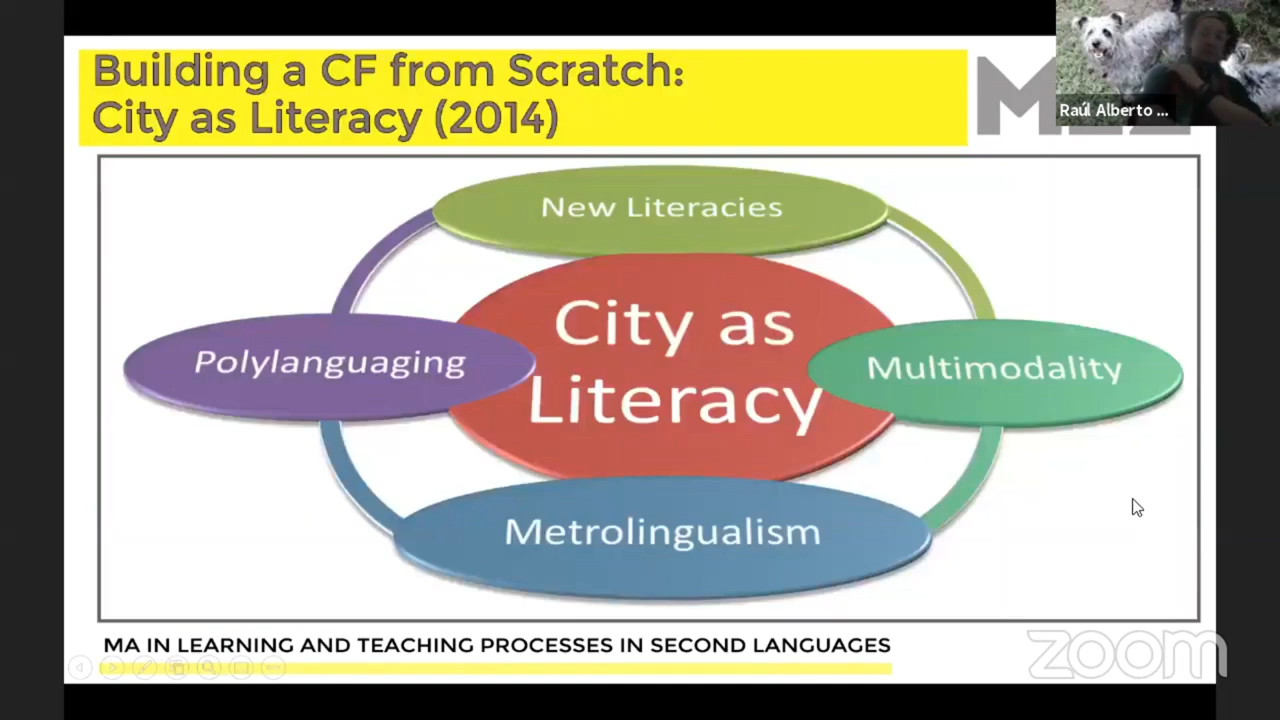 Building a CF from Scratch:
City as Literacy (2014)
Raúl Alberto ...
New Literacies
City as
Literacy
Polylanguaging
Multimodality
Metrolingualism
MA IN LEARNING AND TEACHING PROCESSES IN SECOND LANGUAGES
zoom